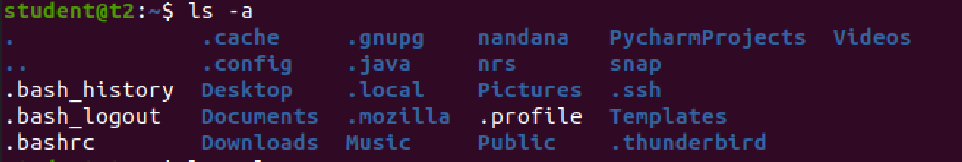 student@t2:~$ ls -a
. .cache .gnupg nandana PycharmProjects Videos
.. .config .java nrs snap
.bash_history Desktop .local Pictures .ssh
.bash_logout Documents .mozilla .profile Templates
.bashrc Downloads Music Public .thunderbird